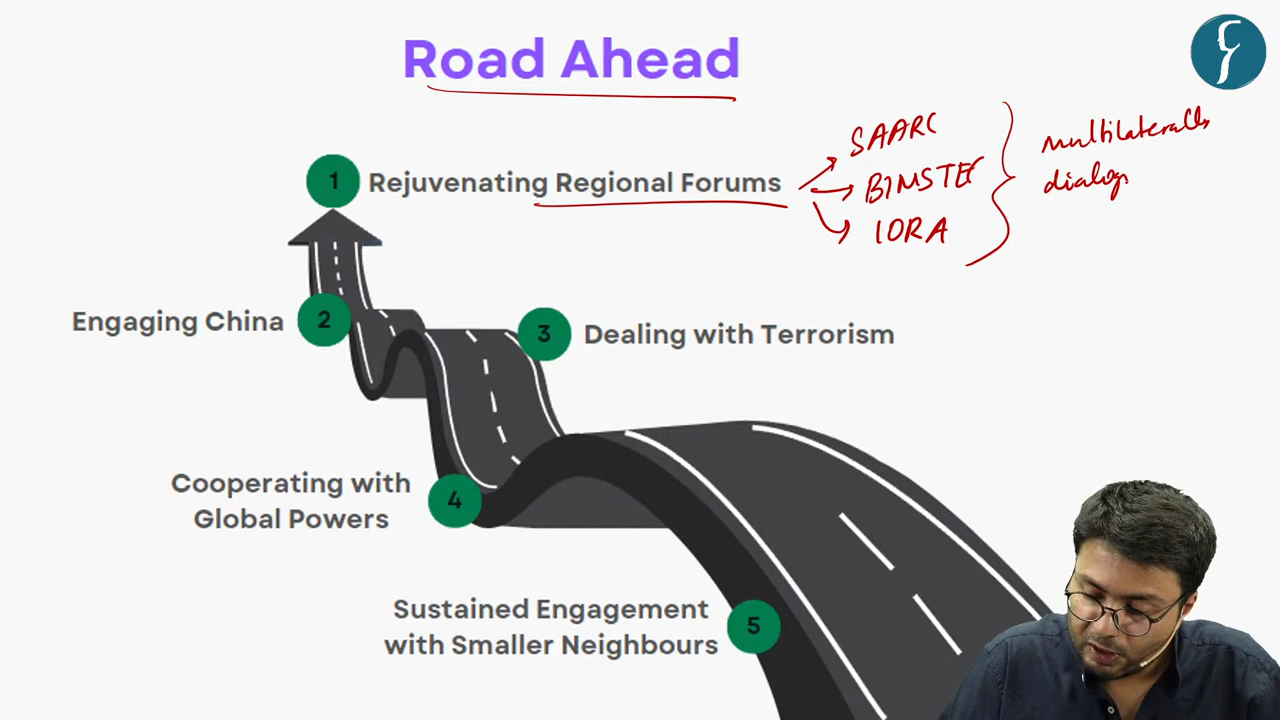 Road Ahead
1
Rejuvenating Regional Forums
SAARC
BIMSTEC
IORA
multilateral
dialog
2
Engaging China
3
Dealing with Terrorism
4
Cooperating with
Global Powers
5
Sustained Engagement
with Smaller Neighbours